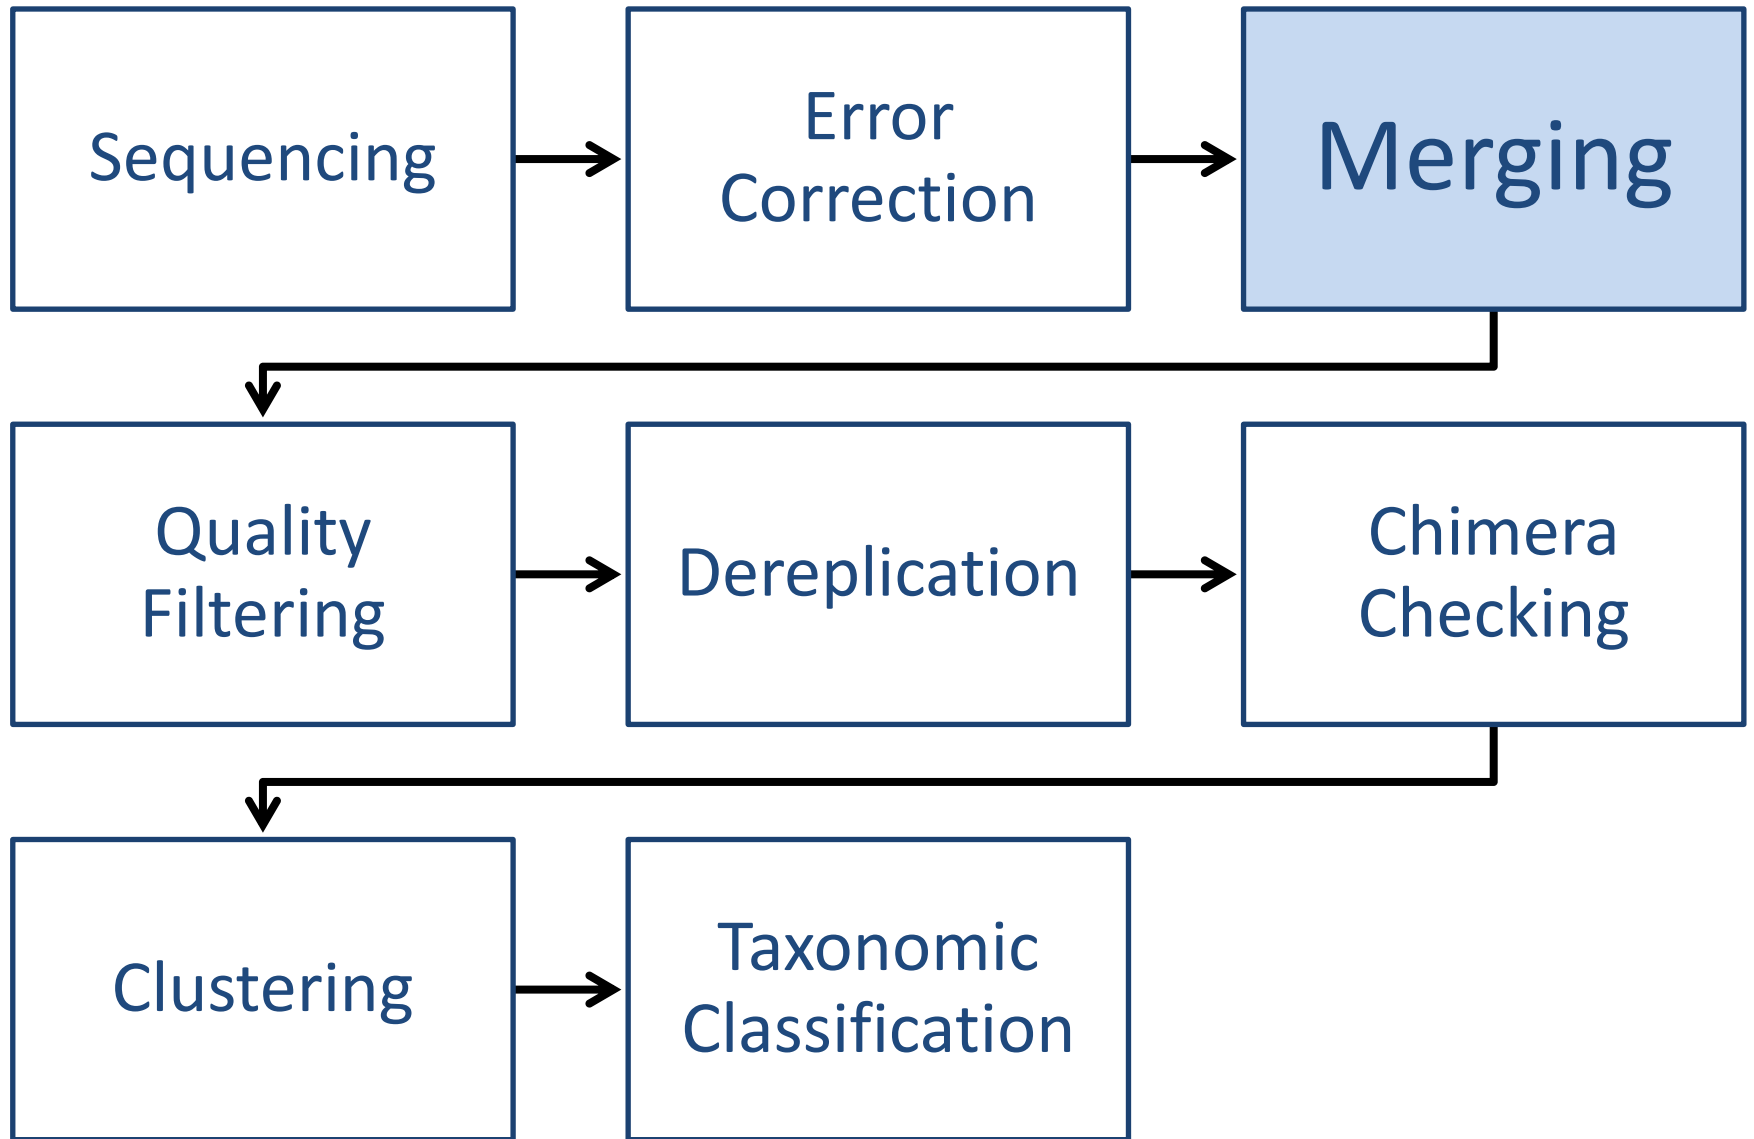 Sequencing
Error
Correction
Merging
Quality
Filtering
Dereplication
Chimera
Checking
Clustering
Taxonomic
Classification